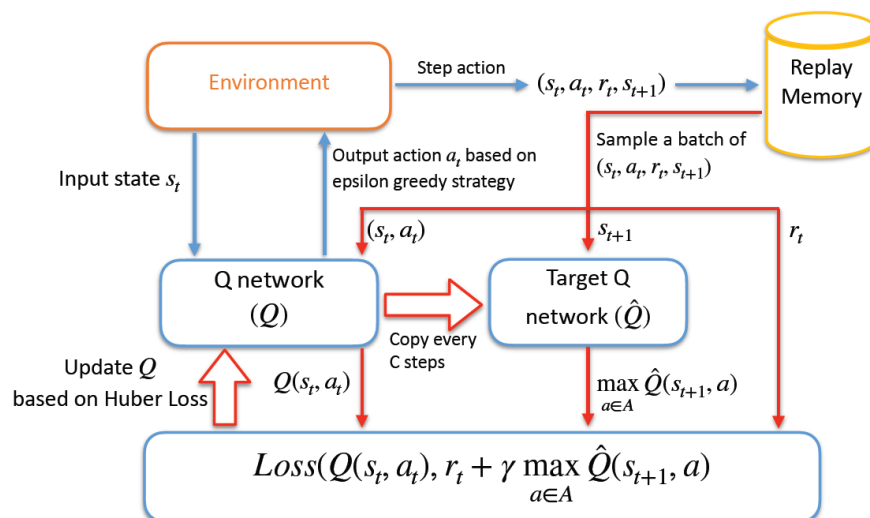 Environment
Step action
(s_t, a_t, r_t, s_{t+1})
Replay
Memory
Input state s_t
Output action a_t based on
epsilon greedy strategy
Sample a batch of
(s_t, a_t, r_t, s_{t+1})
(s_t, a_t)
s_{t+1}
r_t
Q network
(Q)
Copy every
C steps
Target Q
network (Q̂)
Update Q
based on Huber Loss
Q(s_t, a_t)
max_{a∈A} Q̂(s_{t+1}, a)
Loss(Q(s_t, a_t), r_t + γ max_{a∈A} Q̂(s_{t+1}, a)